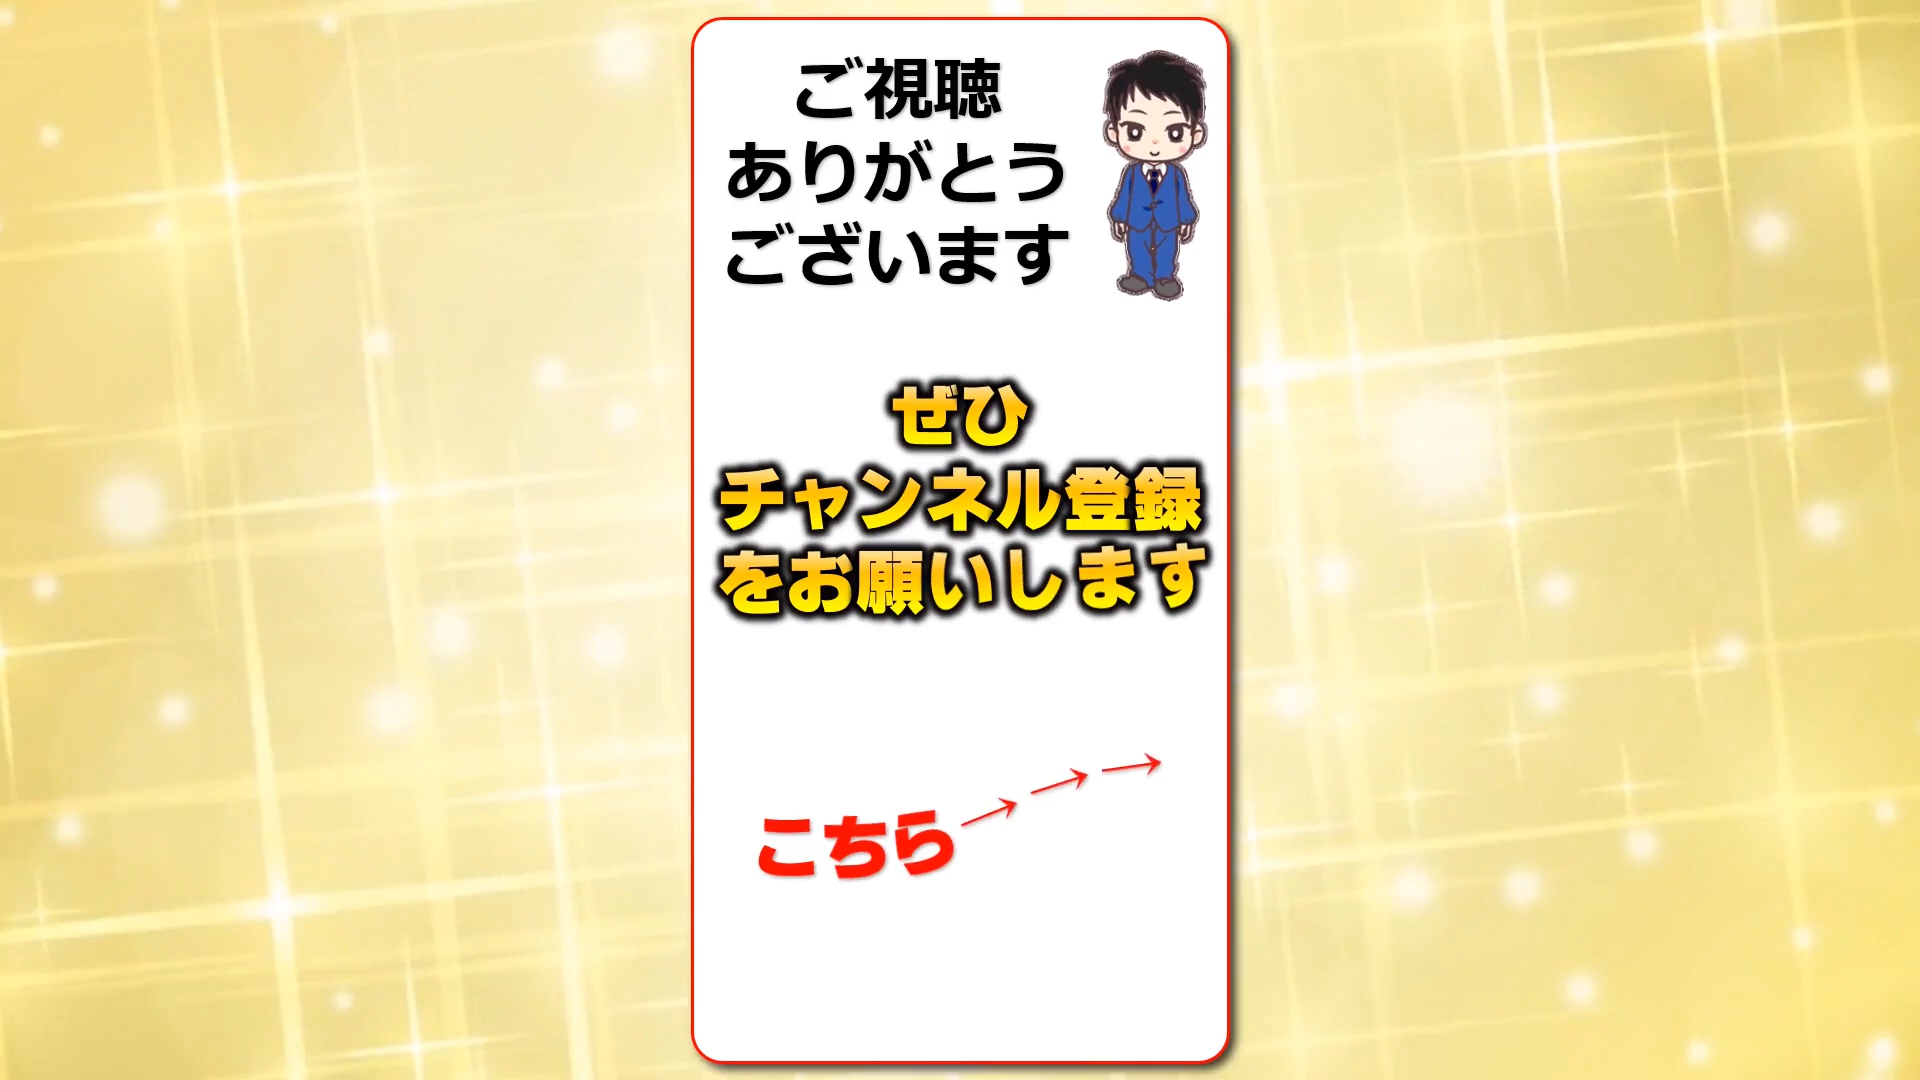 ご視聴
ありがとう
ございます
ぜひ
チャンネル登録
をお願いします
こちら→→→